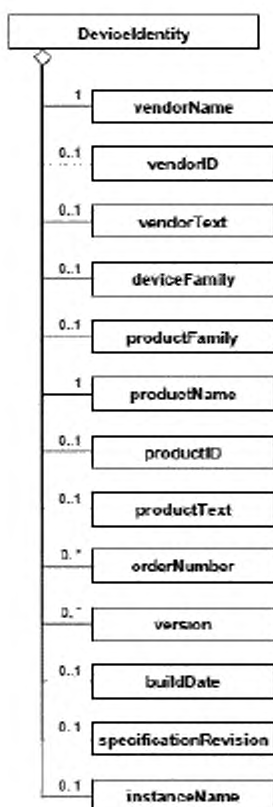 DeviceIdentity
1
vendorName
0..1
vendorID
0..1
vendorText
0..1
deviceFamily
0..1
productFamily
1
productName
0..1
productID
0..1
productText
0..*
orderNumber
0..*
version
0..1
buildDate
0..1
specificationRevision
0..1
instanceName